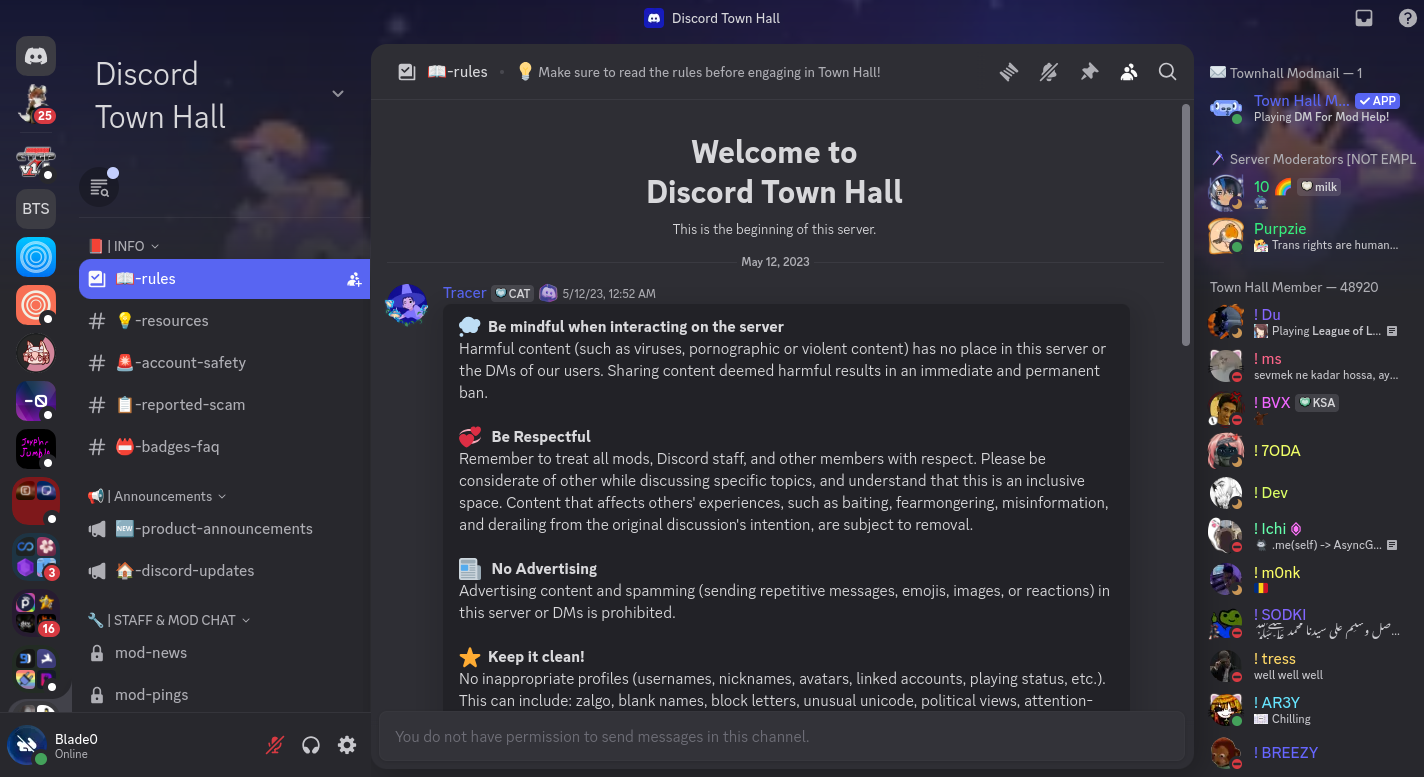 Discord Town Hall
25
v1
BTS
3
16
Discord
Town Hall
📕 | INFO
📖-rules
💡-resources
🚨-account-safety
📋-reported-scam
📛-badges-faq
📢 | Announcements
🆕-product-announcements
🏠-discord-updates
🔧 | STAFF & MOD CHAT
mod-news
mod-pings
Blade0
Online
📖-rules
💡 Make sure to read the rules before engaging in Town Hall!
Welcome to
Discord Town Hall
This is the beginning of this server.
May 12, 2023
Tracer CAT 5/12/23, 12:52 AM
Be mindful when interacting on the server
Harmful content (such as viruses, pornographic or violent content) has no place in this server or
the DMs of our users. Sharing content deemed harmful results in an immediate and permanent
ban.
Be Respectful
Remember to treat all mods, Discord staff, and other members with respect. Please be
considerate of other while discussing specific topics, and understand that this is an inclusive
space. Content that affects others' experiences, such as baiting, fearmongering, misinformation,
and derailing from the original discussion's intention, are subject to removal.
No Advertising
Advertising content and spamming (sending repetitive messages, emojis, images, or reactions) in
this server or DMs is prohibited.
Keep it clean!
No inappropriate profiles (usernames, nicknames, avatars, linked accounts, playing status, etc.).
This can include: zalgo, blank names, block letters, unusual unicode, political views, attention-
You do not have permission to send messages in this channel.
✉️ Townhall Modmail — 1
Town Hall M... ✓ APP
Playing DM For Mod Help!
Server Moderators [NOT EMPL
10 🌈 milk
Purpzie
Trans rights are human...
Town Hall Member — 48920
! Du
Playing League of L...
! ms
sevmek ne kadar hossa, ay...
! BVX KSA
! 7ODA
! Dev
! Ichi
.me(self) -> AsyncG...
! m0nk
🇷🇴
! SODKI
صل وسلم على سيدنا محمد
! tress
well well well
! AR3Y
Chilling
! BREEZY